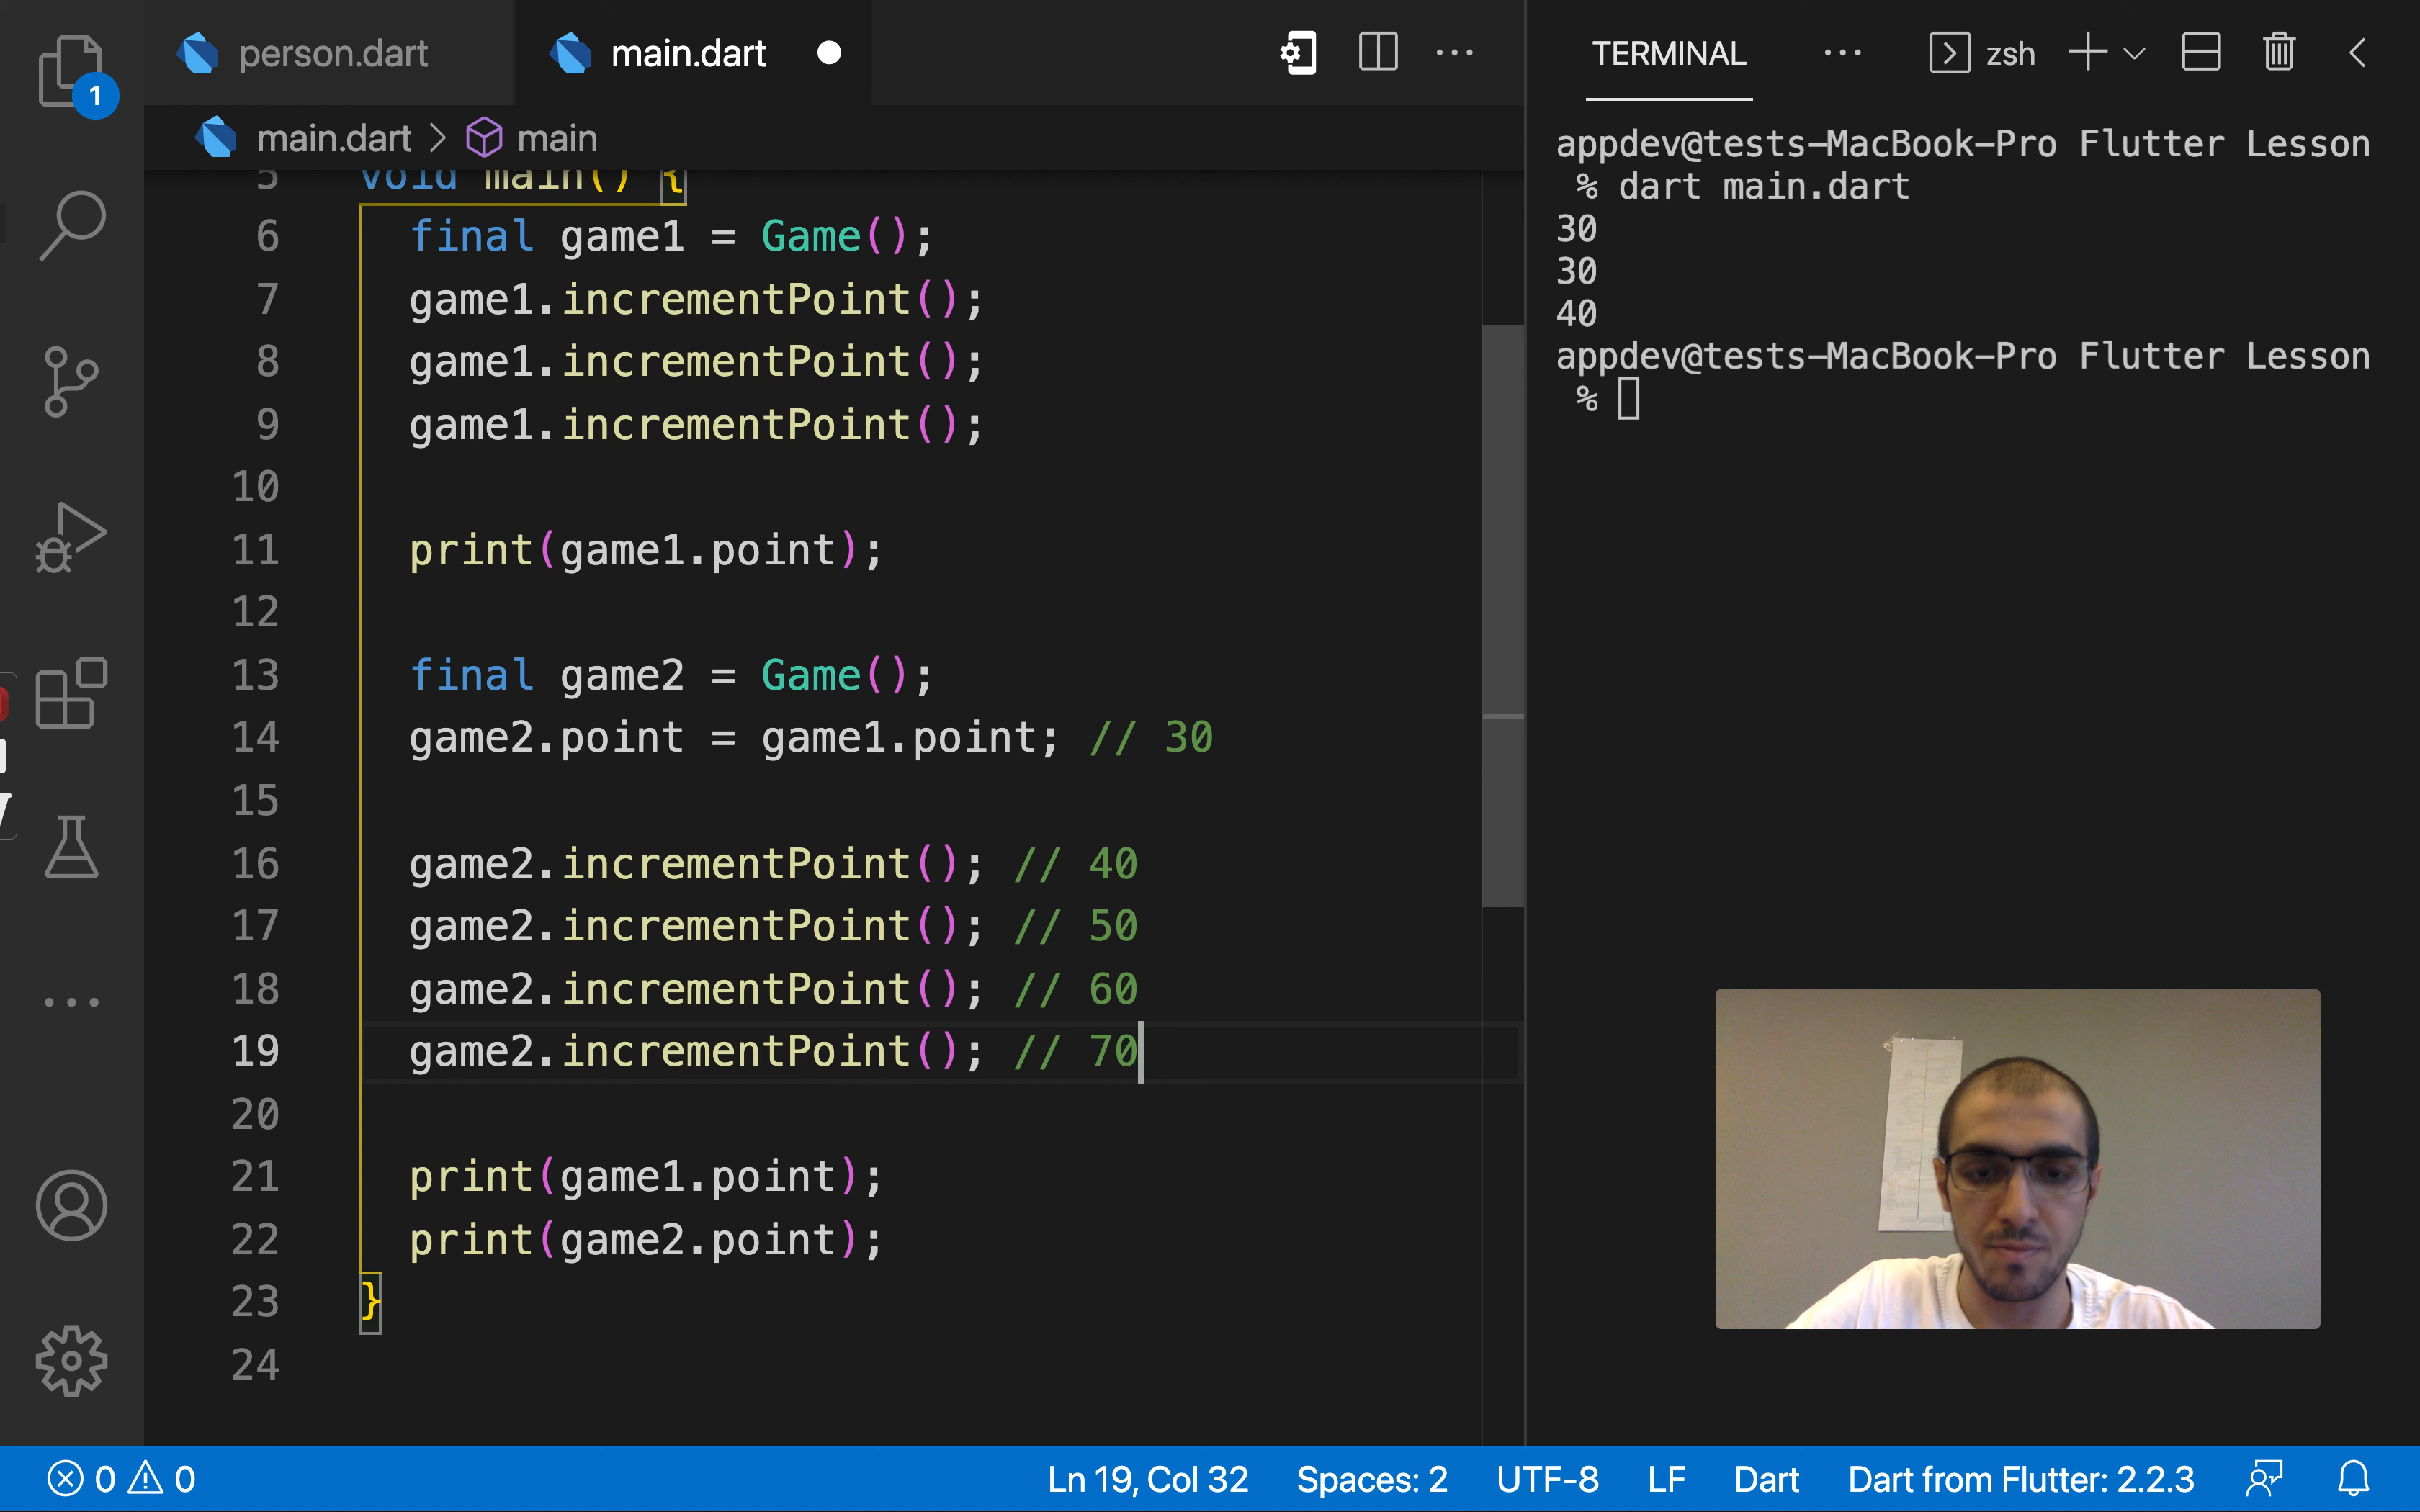 person.dart
main.dart
TERMINAL
zsh
1
main.dart > main
5 void main() {
6 final game1 = Game();
7 game1.incrementPoint();
8 game1.incrementPoint();
9 game1.incrementPoint();
10
11 print(game1.point);
12
13 final game2 = Game();
14 game2.point = game1.point; // 30
15
16 game2.incrementPoint(); // 40
17 game2.incrementPoint(); // 50
18 game2.incrementPoint(); // 60
19 game2.incrementPoint(); // 70
20
21 print(game1.point);
22 print(game2.point);
23 }
24
appdev@tests-MacBook-Pro Flutter Lesson
% dart main.dart
30
30
40
appdev@tests-MacBook-Pro Flutter Lesson
%
0 0 Ln 19, Col 32 Spaces: 2 UTF-8 LF Dart Dart from Flutter: 2.2.3